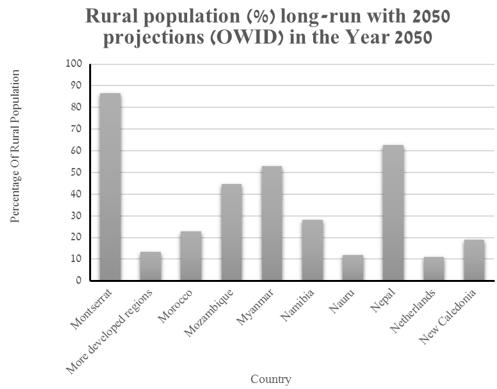 Rural population (%) long-run with 2050
projections (OWID) in the Year 2050
Percentage Of Rural Population
100
90
80
70
60
50
40
30
20
10
0
Montserrat
More developed regions
Morocco
Mozambique
Myanmar
Namibia
Nauru
Nepal
Netherlands
New Caledonia
Country